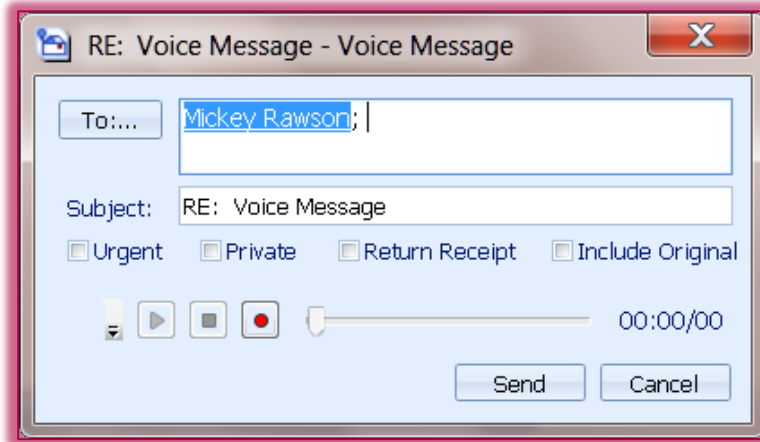 RE: Voice Message - Voice Message
X
To:... Mickey Rawson;
Subject: RE: Voice Message
Urgent Private Return Receipt Include Original
00:00/00
Send Cancel